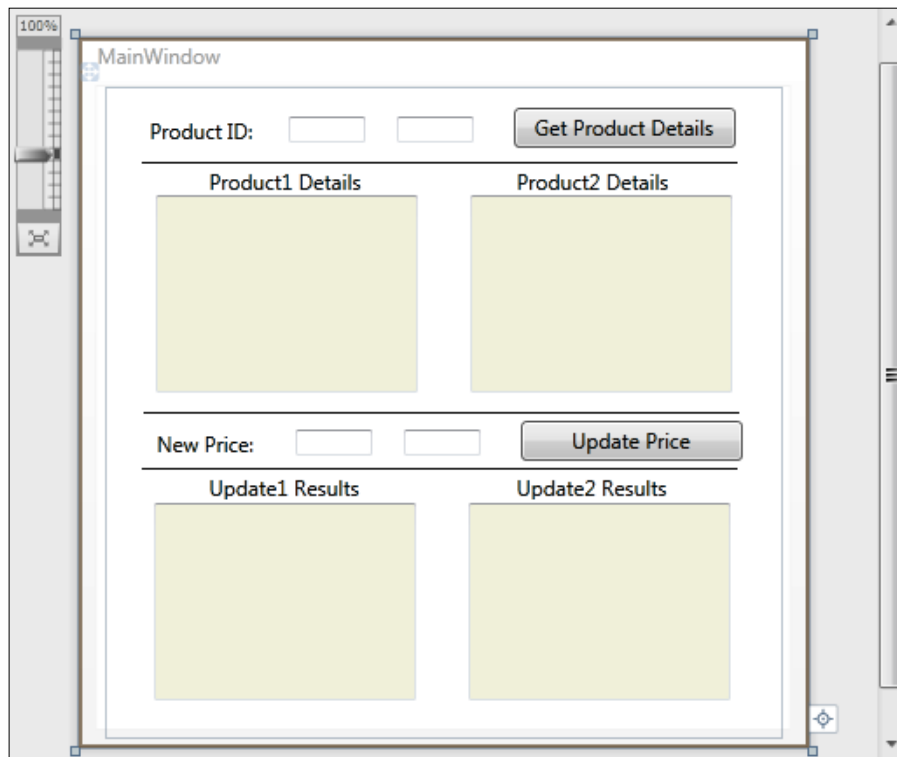 100%
MainWindow
Product ID:
Get Product Details
Product1 Details
Product2 Details
New Price:
Update Price
Update1 Results
Update2 Results